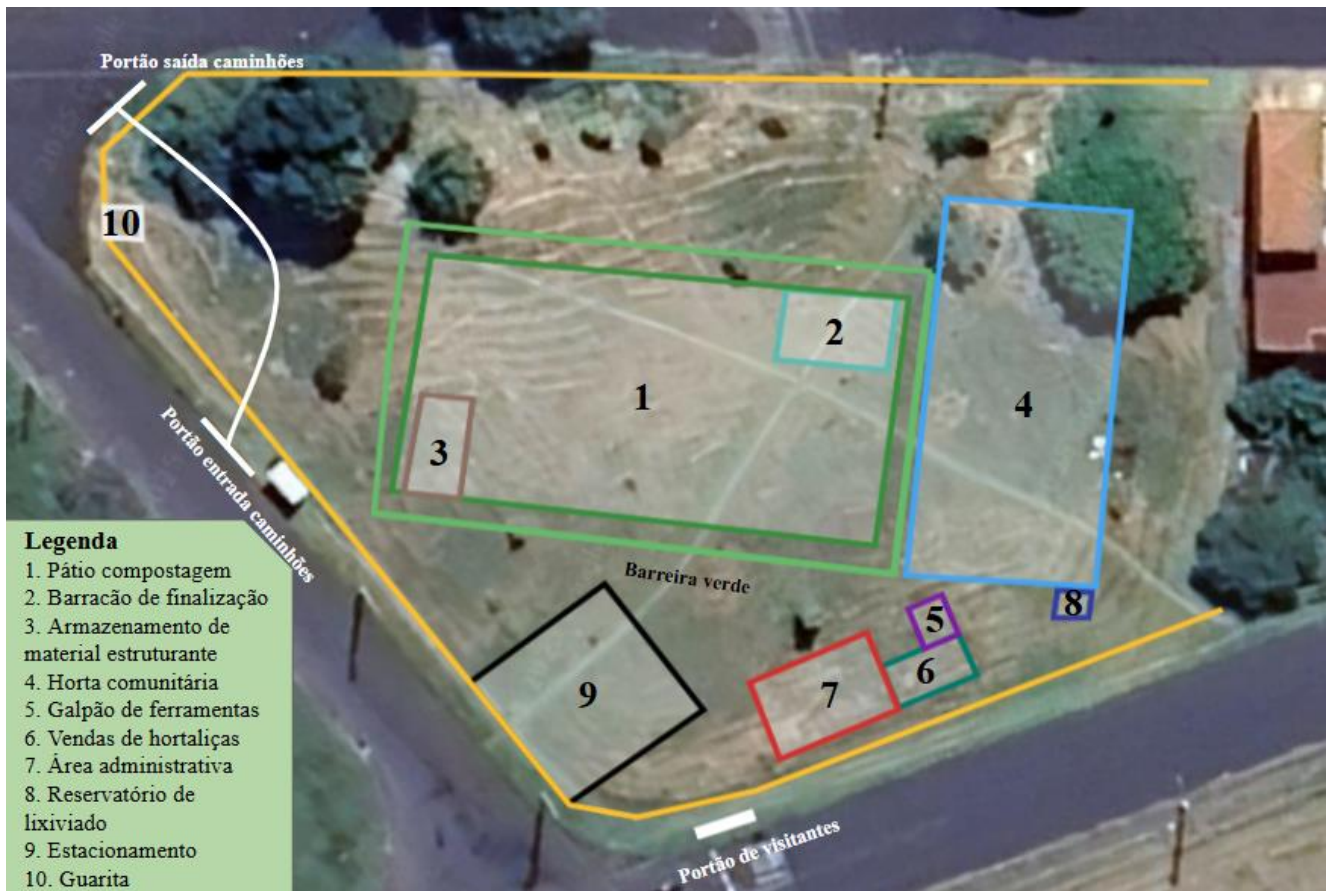 Portão saída caminhões
10
2
1
4
3
Portão entrada caminhões
Legenda
1. Pátio compostagem
2. Barracão de finalização
3. Armazenamento de
material estruturante
4. Horta comunitária
5. Galpão de ferramentas
6. Vendas de hortaliças
7. Área administrativa
8. Reservatório de
lixiviado
9. Estacionamento
10. Guarita
Barreira verde
8
5
6
7
9
Portão de visitantes